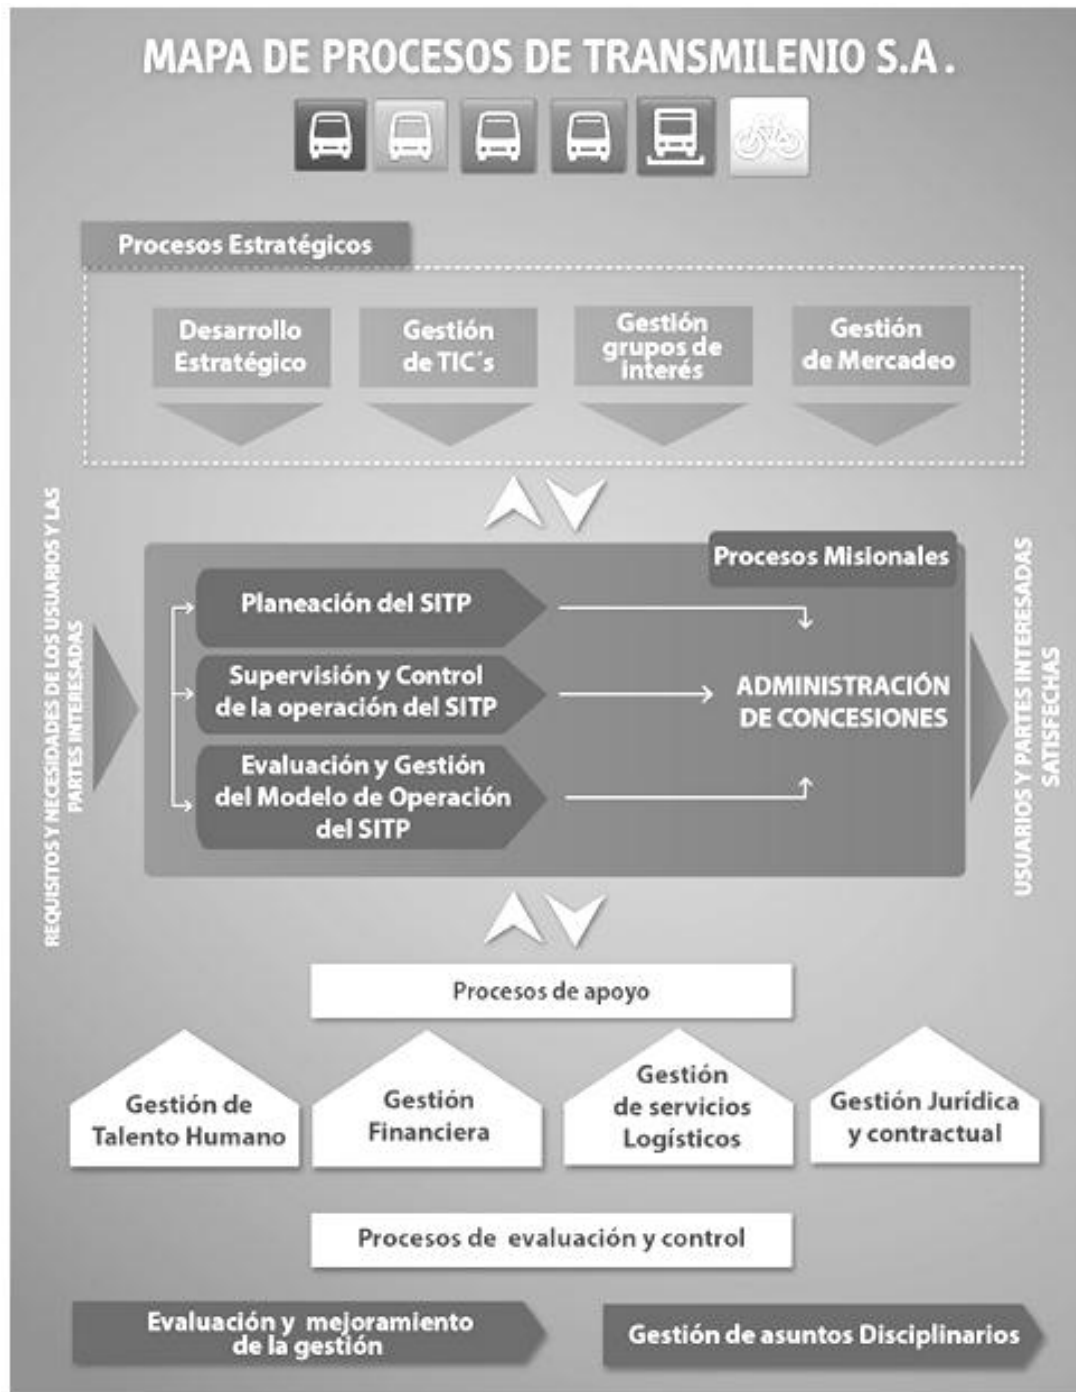 MAPA DE PROCESOS DE TRANSMILENIO S.A.
Procesos Estratégicos
Desarrollo
Estratégico
Gestión
de TIC´s
Gestión
grupos de
interés
Gestión
de Mercadeo
REQUISITOS Y NECESIDADES DE LOS USUARIOS Y LAS
PARTES INTERESADAS
Procesos Misionales
Planeación del SITP
Supervisión y Control
de la operación del SITP
Evaluación y Gestión
del Modelo de Operación
del SITP
ADMINISTRACIÓN
DE CONCESIONES
USUARIOS Y PARTES INTERESADAS
SATISFECHAS
Procesos de apoyo
Gestión de
Talento Humano
Gestión
Financiera
Gestión
de servicios
Logísticos
Gestión Jurídica
y contractual
Procesos de evaluación y control
Evaluación y mejoramiento
de la gestión
Gestión de asuntos Disciplinarios